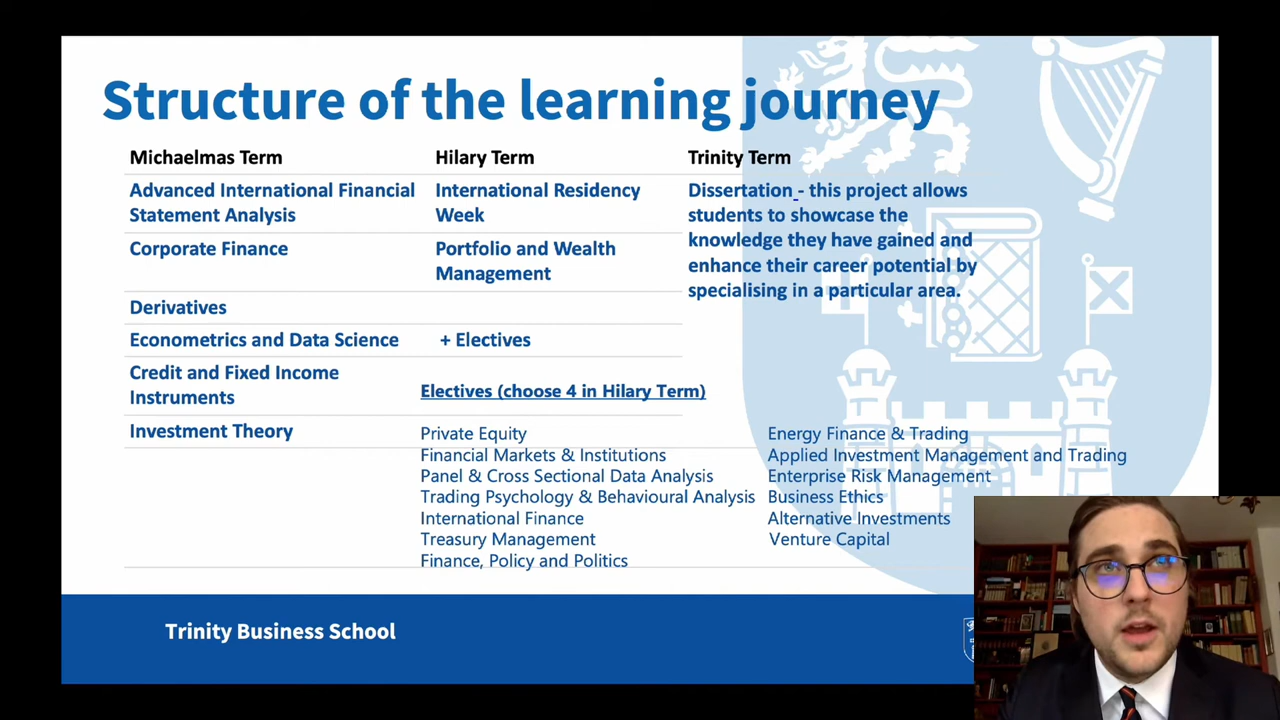 Structure of the learning journey
Michaelmas Term
Hilary Term
Trinity Term
Advanced International Financial
Statement Analysis
Corporate Finance
Derivatives
Econometrics and Data Science
Credit and Fixed Income
Instruments
Investment Theory
International Residency
Week
Portfolio and Wealth
Management
+ Electives
Dissertation - this project allows
students to showcase the
knowledge they have gained and
enhance their career potential by
specialising in a particular area.
Electives (choose 4 in Hilary Term)
Private Equity
Financial Markets & Institutions
Panel & Cross Sectional Data Analysis
Trading Psychology & Behavioural Analysis
International Finance
Treasury Management
Finance, Policy and Politics
Energy Finance & Trading
Applied Investment Management and Trading
Enterprise Risk Management
Business Ethics
Alternative Investments
Venture Capital
Trinity Business School